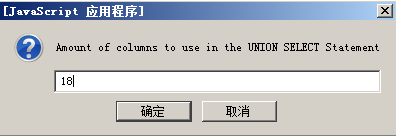 [JavaScript 应用程序]
Amount of columns to use in the UNION SELECT Statement
18
确定
取消